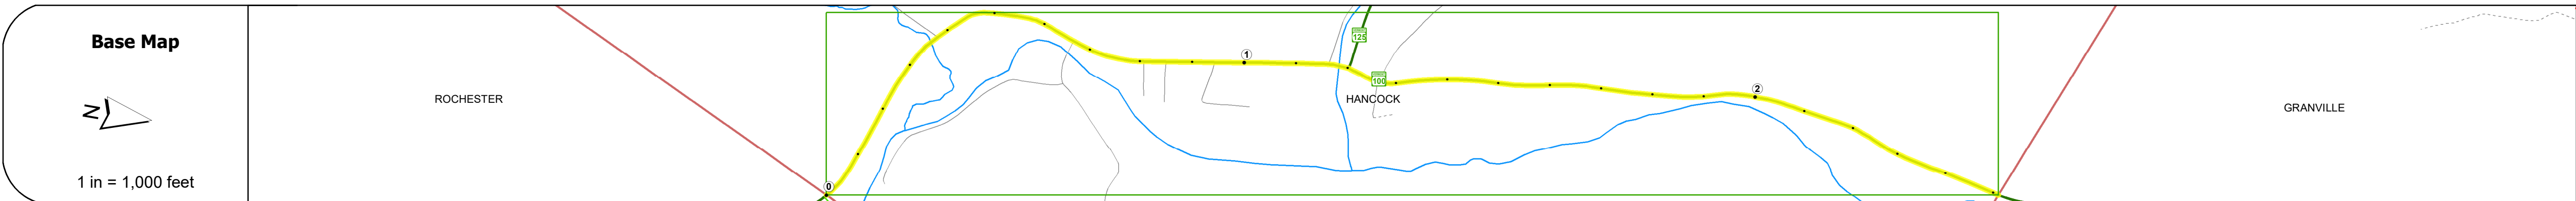 Base Map
N
1 in = 1,000 feet
ROCHESTER
0
1
125
100
HANCOCK
2
GRANVILLE